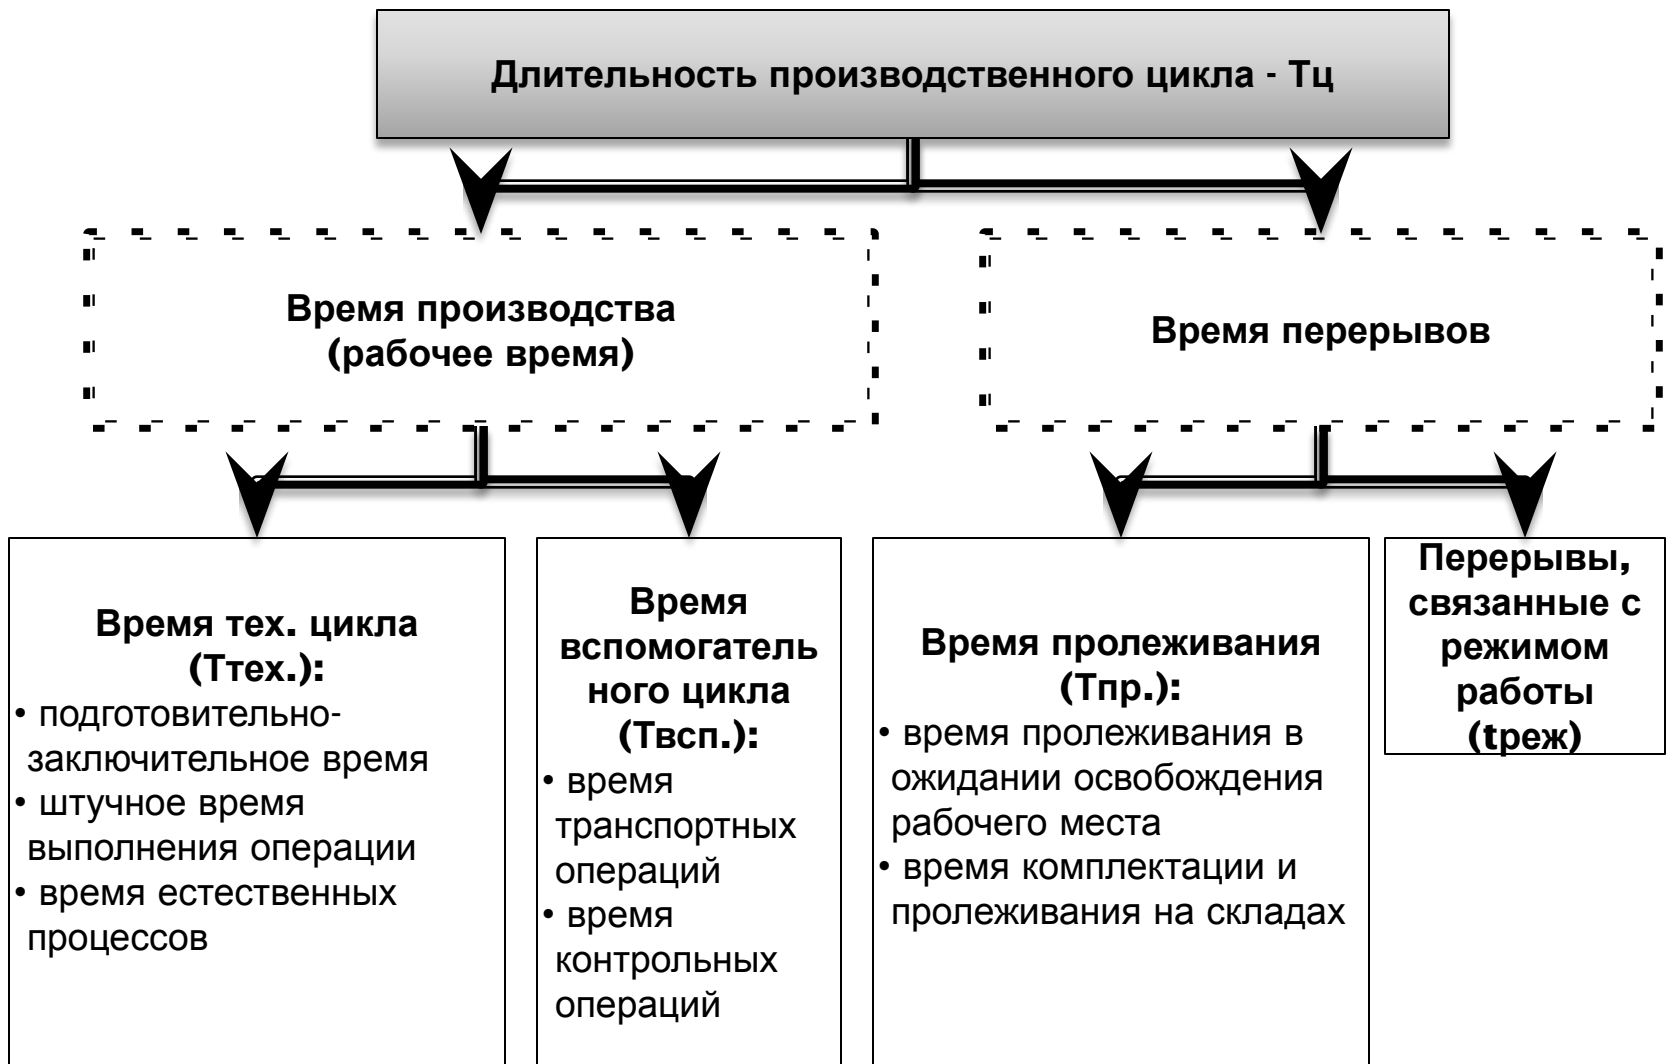 Длительность производственного цикла - Тц
Время производства
(рабочее время)
Время перерывов
Время тех. цикла
(Ттех.):
• подготовительно-
заключительное время
• штучное время
выполнения операции
• время естественных
процессов
Время
вспомогатель
ного цикла
(Твсп.):
• время
транспортных
операций
• время
контрольных
операций
Время пролеживания
(Тпр.):
• время пролеживания в
ожидании освобождения
рабочего места
• время комплектации и
пролеживания на складах
Перерывы,
связанные с
режимом
работы
(tреж)